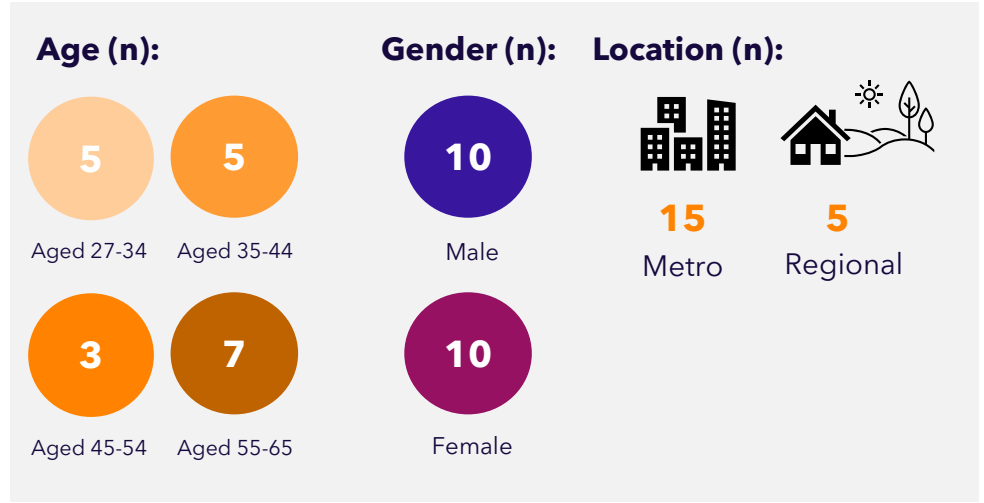 Age (n):
5
5
Aged 27-34
Aged 35-44
3
7
Aged 45-54
Aged 55-65
Gender (n):
10
Male
10
Female
Location (n):
15
5
Metro
Regional